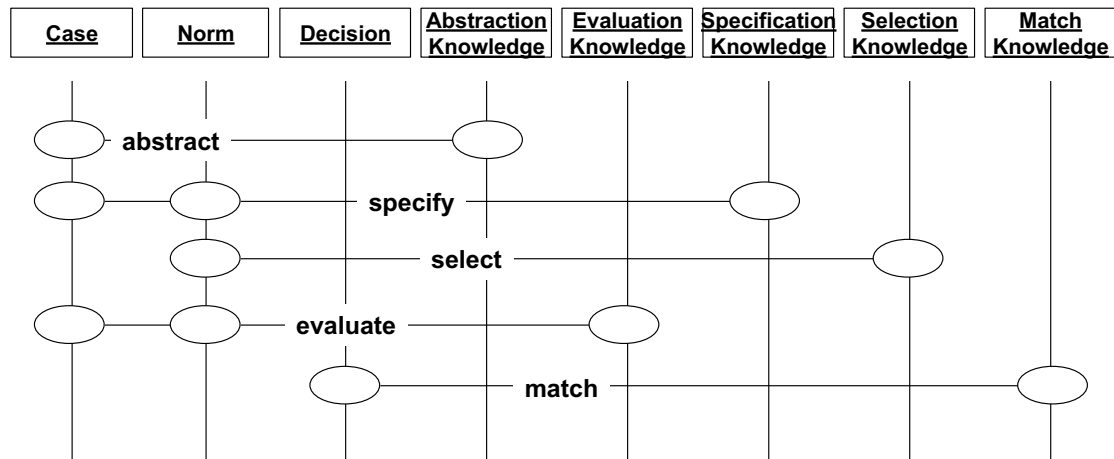 Case
Norm
Decision
Abstraction
Knowledge
Evaluation
Knowledge
Specification
Knowledge
Selection
Knowledge
Match
Knowledge
abstract
specify
select
evaluate
match